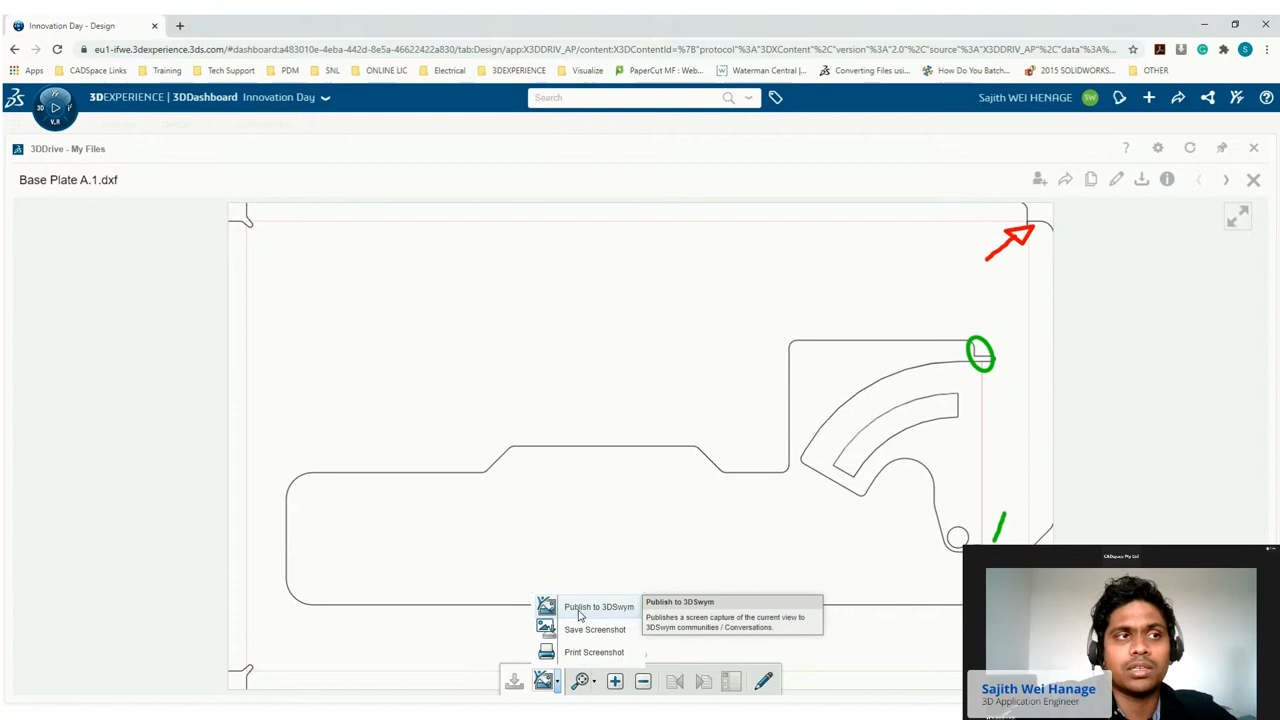 Innovation Day - Design
eu1-ifwe.3dexperience.3ds.com/#dashboard:a483010e-4eba-442d-8e5a-46622422a830/tab:Design/app:X3DDRIV_AP/content:X3DContentId=%7B"protocol"%3A"3DXContent"%2C"version"%3A"2.0"%2C"source"%3A"X3DDRIV_AP"%2C"data"%3A%...
Apps CADSpace Links Training Tech Support PDM SNL ONLINE LIC Electrical 3DEXPERIENCE Visualize PaperCut MF : Web... Waterman Central |... Converting Files usin... How Do You Batch... 2015 SOLIDWORKS... OTHER
3D V.R
3DEXPERIENCE | 3DDashboard Innovation Day
Search
Sajith WEI HENAGE SW
3DDrive - My Files
Base Plate A.1.dxf
Publish to 3DSwym
Save Screenshot
Print Screenshot
Publish to 3DSwym
Publishes a screen capture of the current view to
3DSwym communities / Conversations.
CADspace Pty Ltd
Sajith Wei Hanage
3D Application Engineer